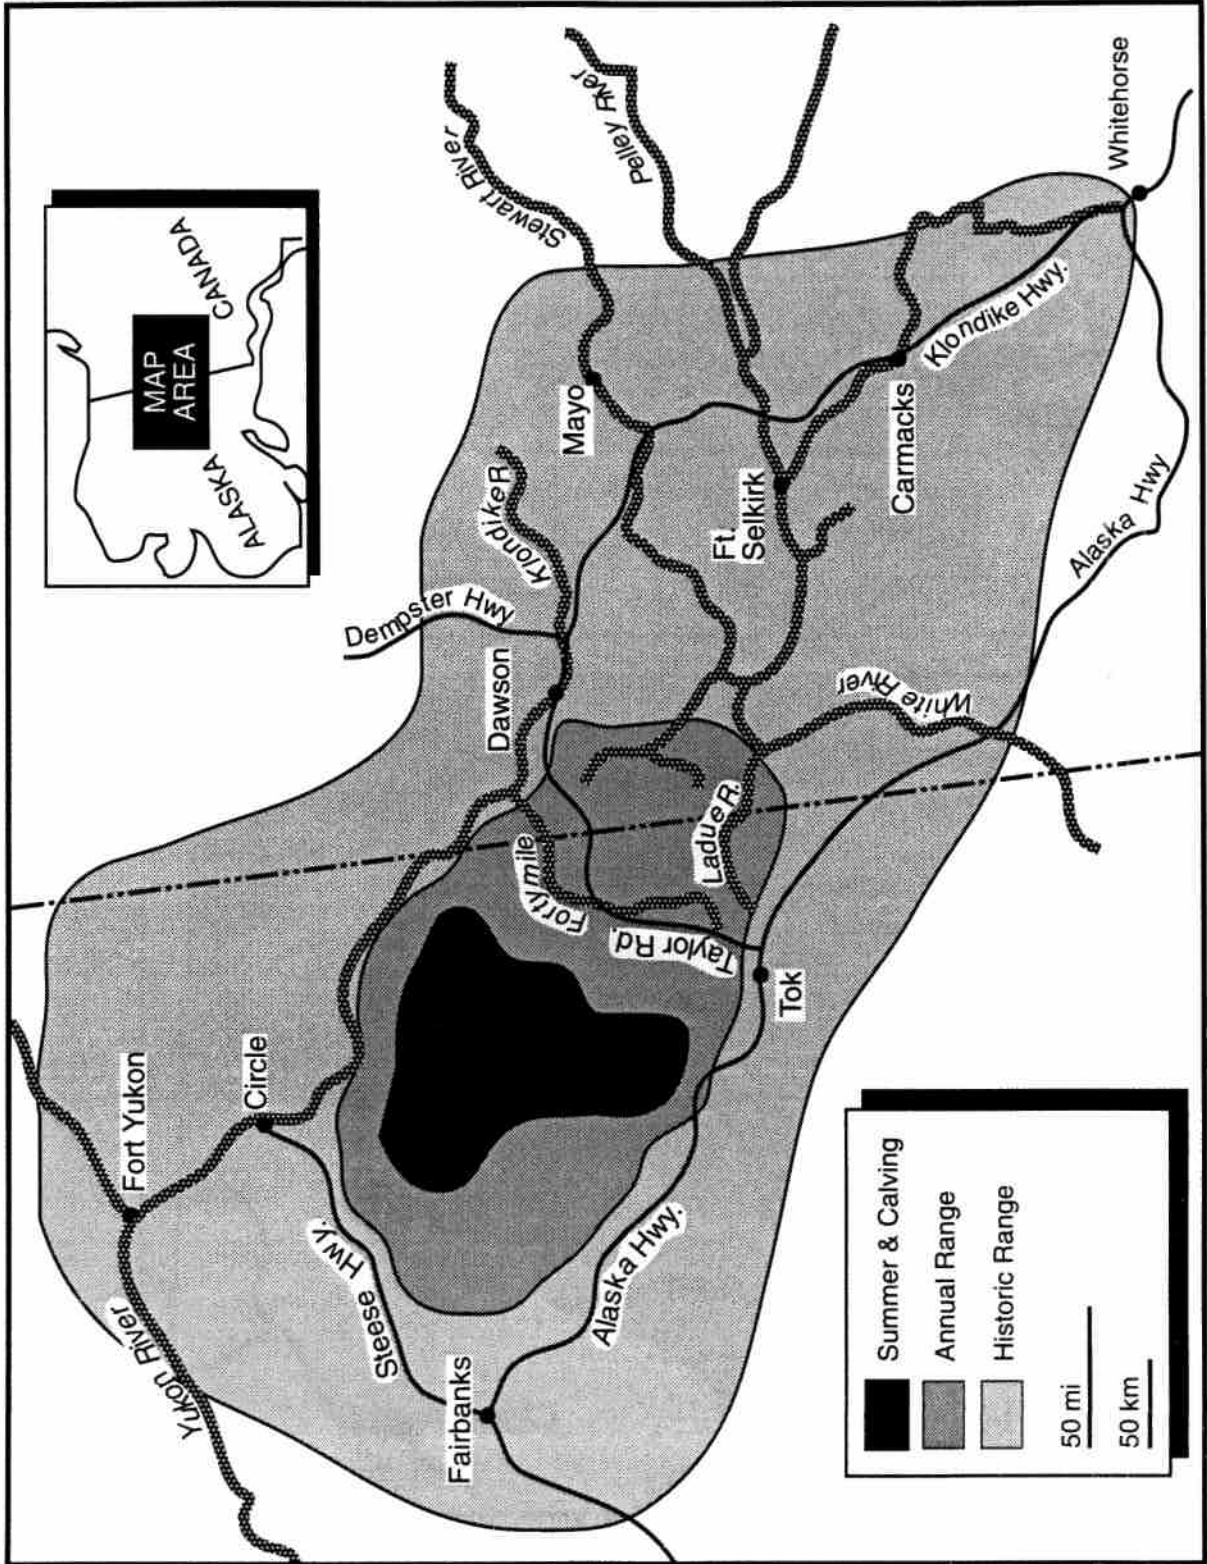 MAP
AREA
ALASKA
CANADA
Yukon River
Fort Yukon
Circle
Steese Hwy.
Fairbanks
Alaska Hwy.
Dempster Hwy
Dawson
Klondike R
Mayo
Stewart River
Pelley River
Fortymile
Taylor Rd.
Ladue R.
Tok
Ft.
Selkirk
White River
Carmacks
Klondike Hwy.
Alaska Hwy
Whitehorse
Summer & Calving
Annual Range
Historic Range
50 mi
50 km